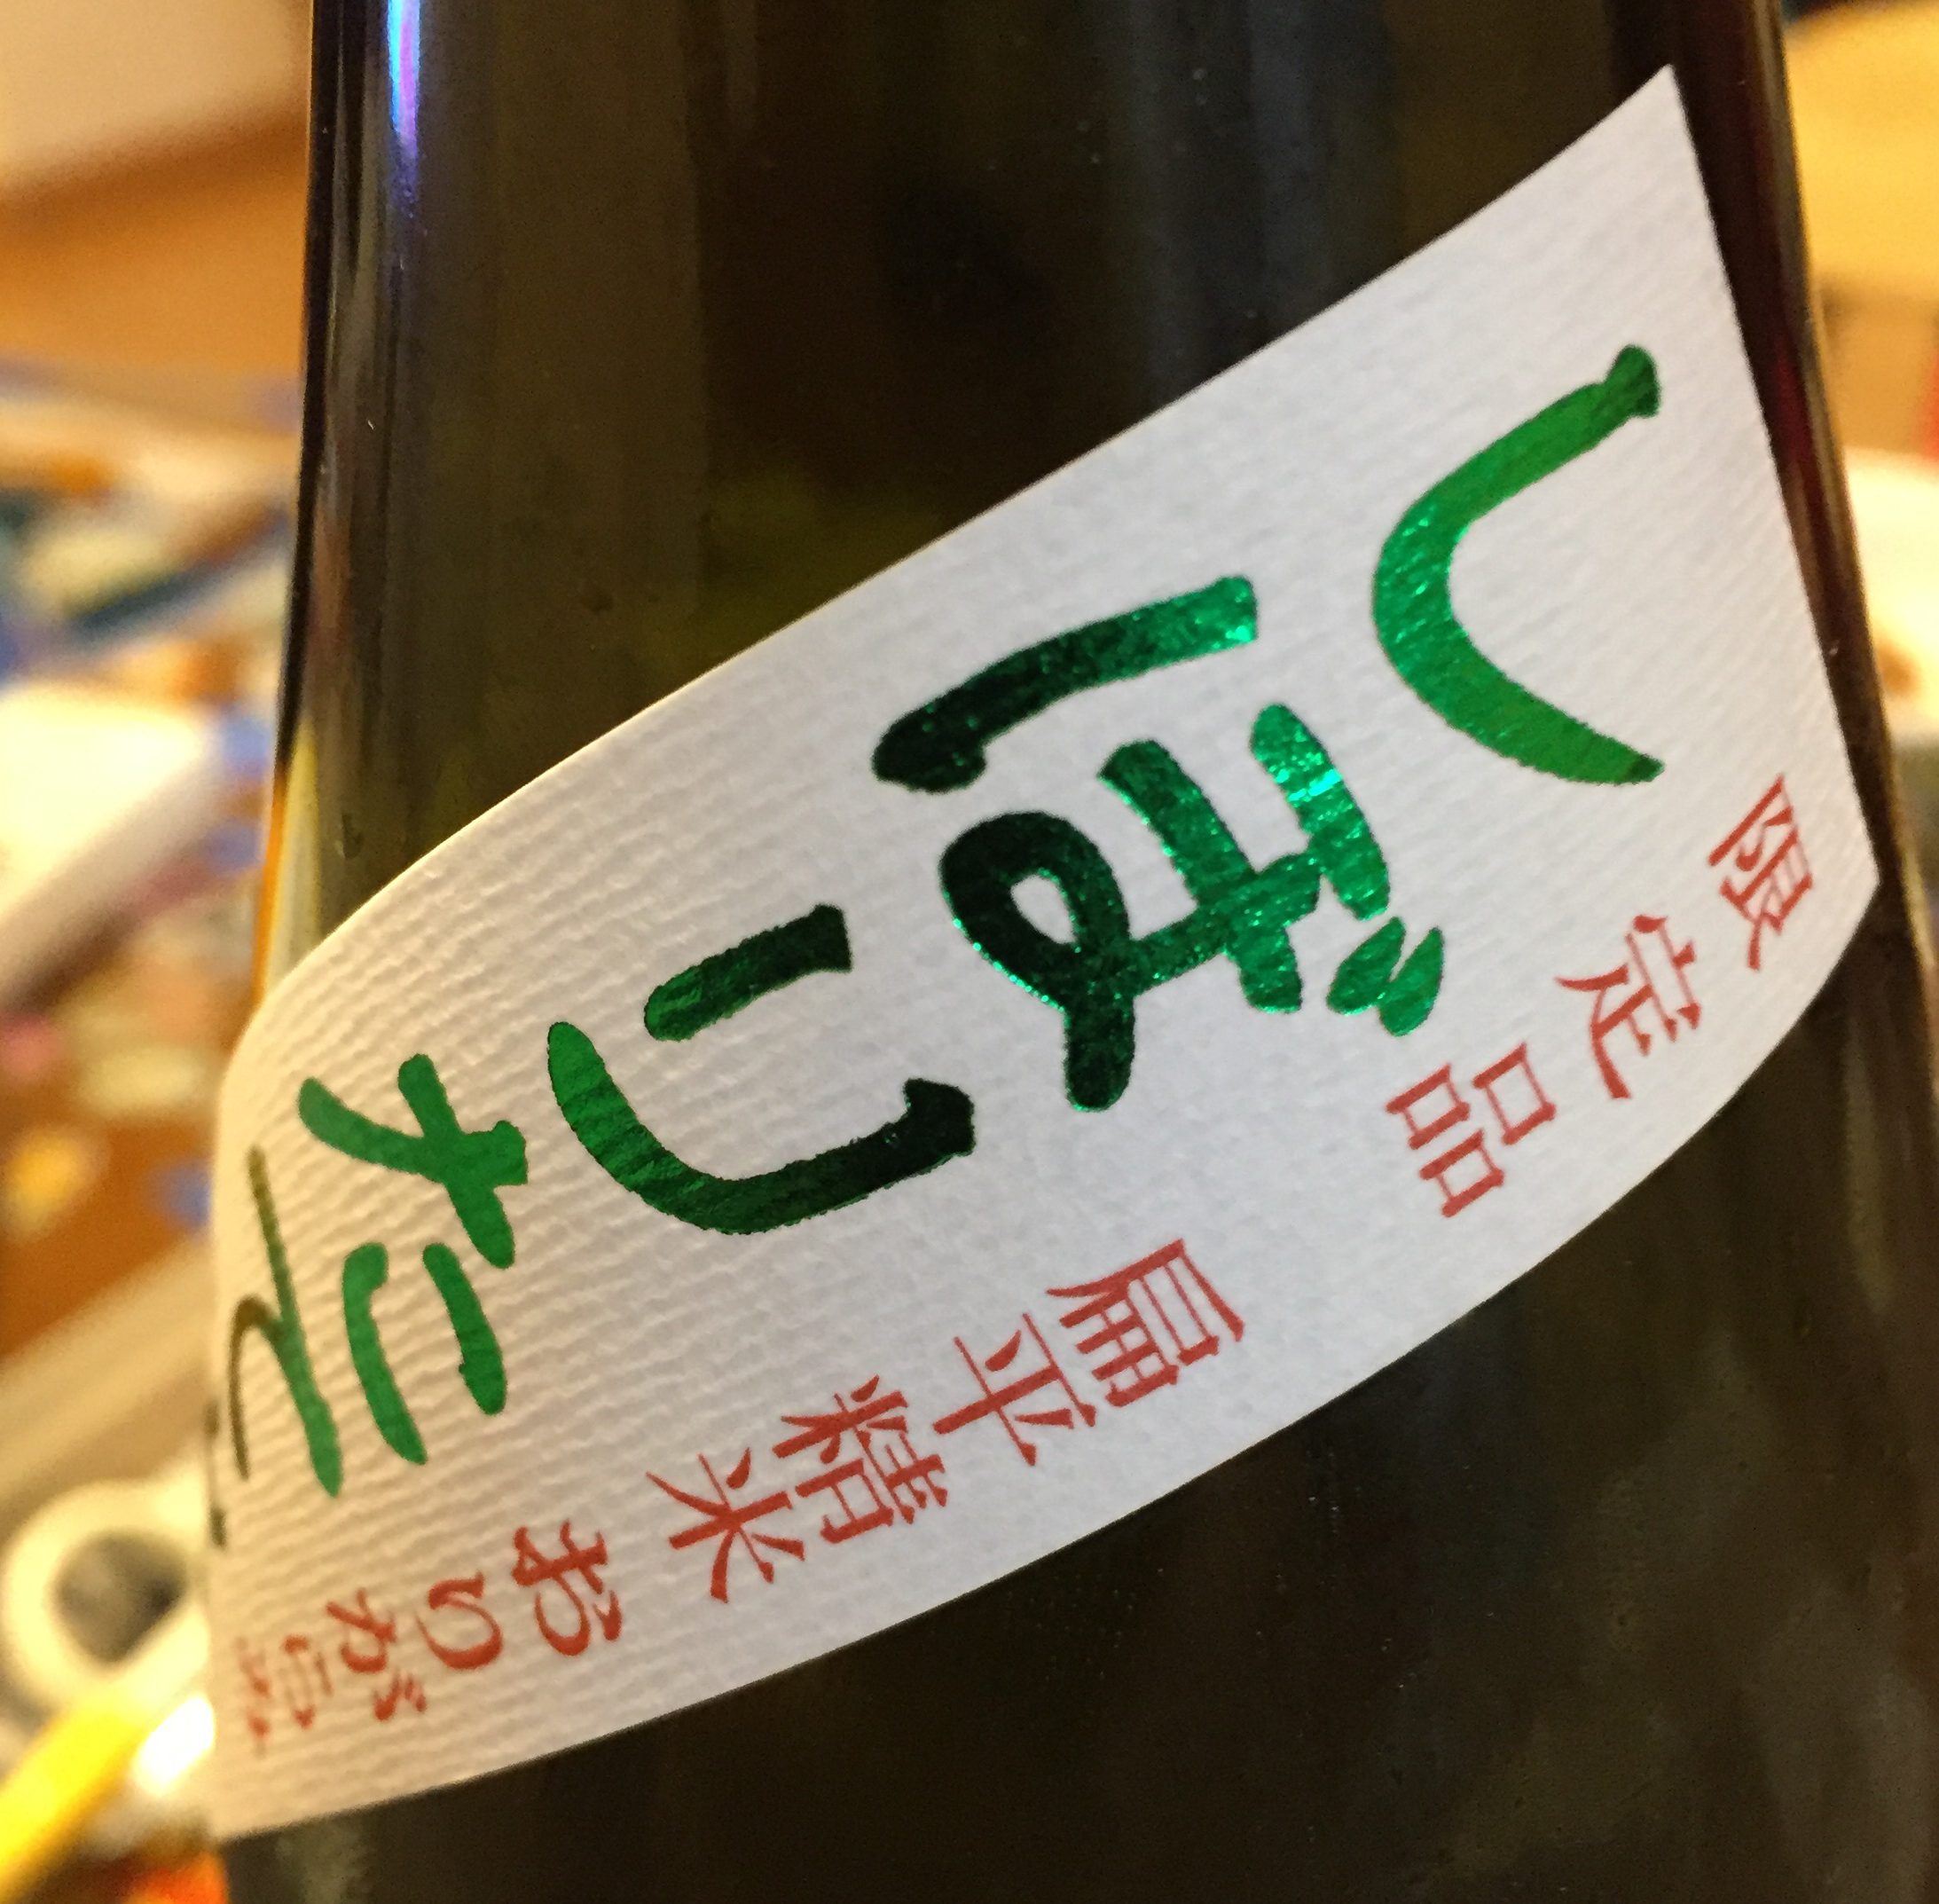 限定品 扁平精米 おりがらみ
しぼりたて